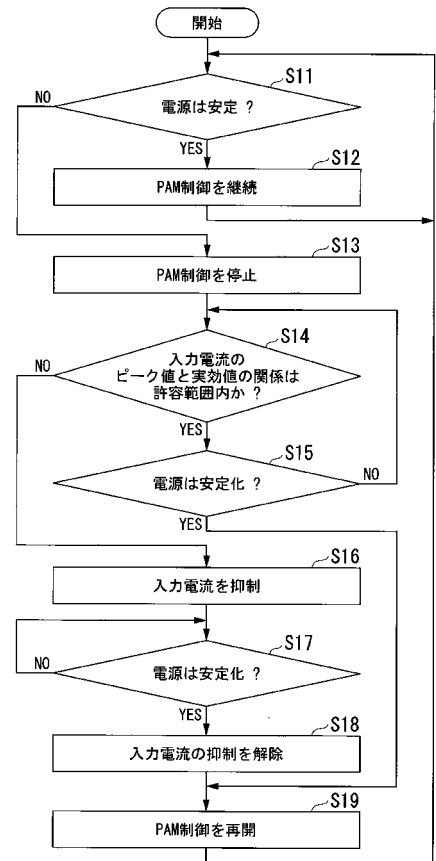 開始
S11
電源は安定 ?
NO
YES
S12
PAM制御を継続
S13
PAM制御を停止
S14
入力電流の
ピーク値と実効値の関係は
許容範囲内か ?
NO
YES
S15
電源は安定化 ?
NO
YES
S16
入力電流を抑制
S17
電源は安定化 ?
NO
YES
S18
入力電流の抑制を解除
S19
PAM制御を再開